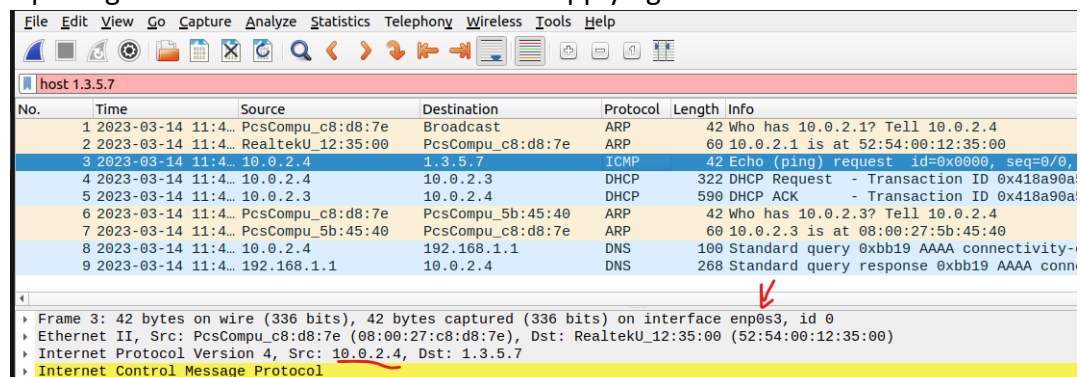 File Edit View Go Capture Analyze Statistics Telephony Wireless Tools Help
host 1.3.5.7
No. Time Source Destination Protocol Length Info
1 2023-03-14 11:4… PcsCompu_c8:d8:7e Broadcast ARP 42 Who has 10.0.2.1? Tell 10.0.2.4
2 2023-03-14 11:4… RealtekU_12:35:00 PcsCompu_c8:d8:7e ARP 60 10.0.2.1 is at 52:54:00:12:35:00
3 2023-03-14 11:4… 10.0.2.4 1.3.5.7 ICMP 42 Echo (ping) request id=0x0000, seq=0/0,
4 2023-03-14 11:4… 10.0.2.4 10.0.2.3 DHCP 322 DHCP Request - Transaction ID 0x418a90a
5 2023-03-14 11:4… 10.0.2.3 10.0.2.4 DHCP 590 DHCP ACK - Transaction ID 0x418a90a
6 2023-03-14 11:4… PcsCompu_c8:d8:7e PcsCompu_5b:45:40 ARP 42 Who has 10.0.2.3? Tell 10.0.2.4
7 2023-03-14 11:4… PcsCompu_5b:45:40 PcsCompu_c8:d8:7e ARP 60 10.0.2.3 is at 08:00:27:5b:45:40
8 2023-03-14 11:4… 10.0.2.4 192.168.1.1 DNS 100 Standard query 0xbb19 AAAA connectivity-
9 2023-03-14 11:4… 192.168.1.1 10.0.2.4 DNS 268 Standard query response 0xbb19 AAAA conn
Frame 3: 42 bytes on wire (336 bits), 42 bytes captured (336 bits) on interface enp0s3, id 0
Ethernet II, Src: PcsCompu_c8:d8:7e (08:00:27:c8:d8:7e), Dst: RealtekU_12:35:00 (52:54:00:12:35:00)
Internet Protocol Version 4, Src: 10.0.2.4, Dst: 1.3.5.7
Internet Control Message Protocol